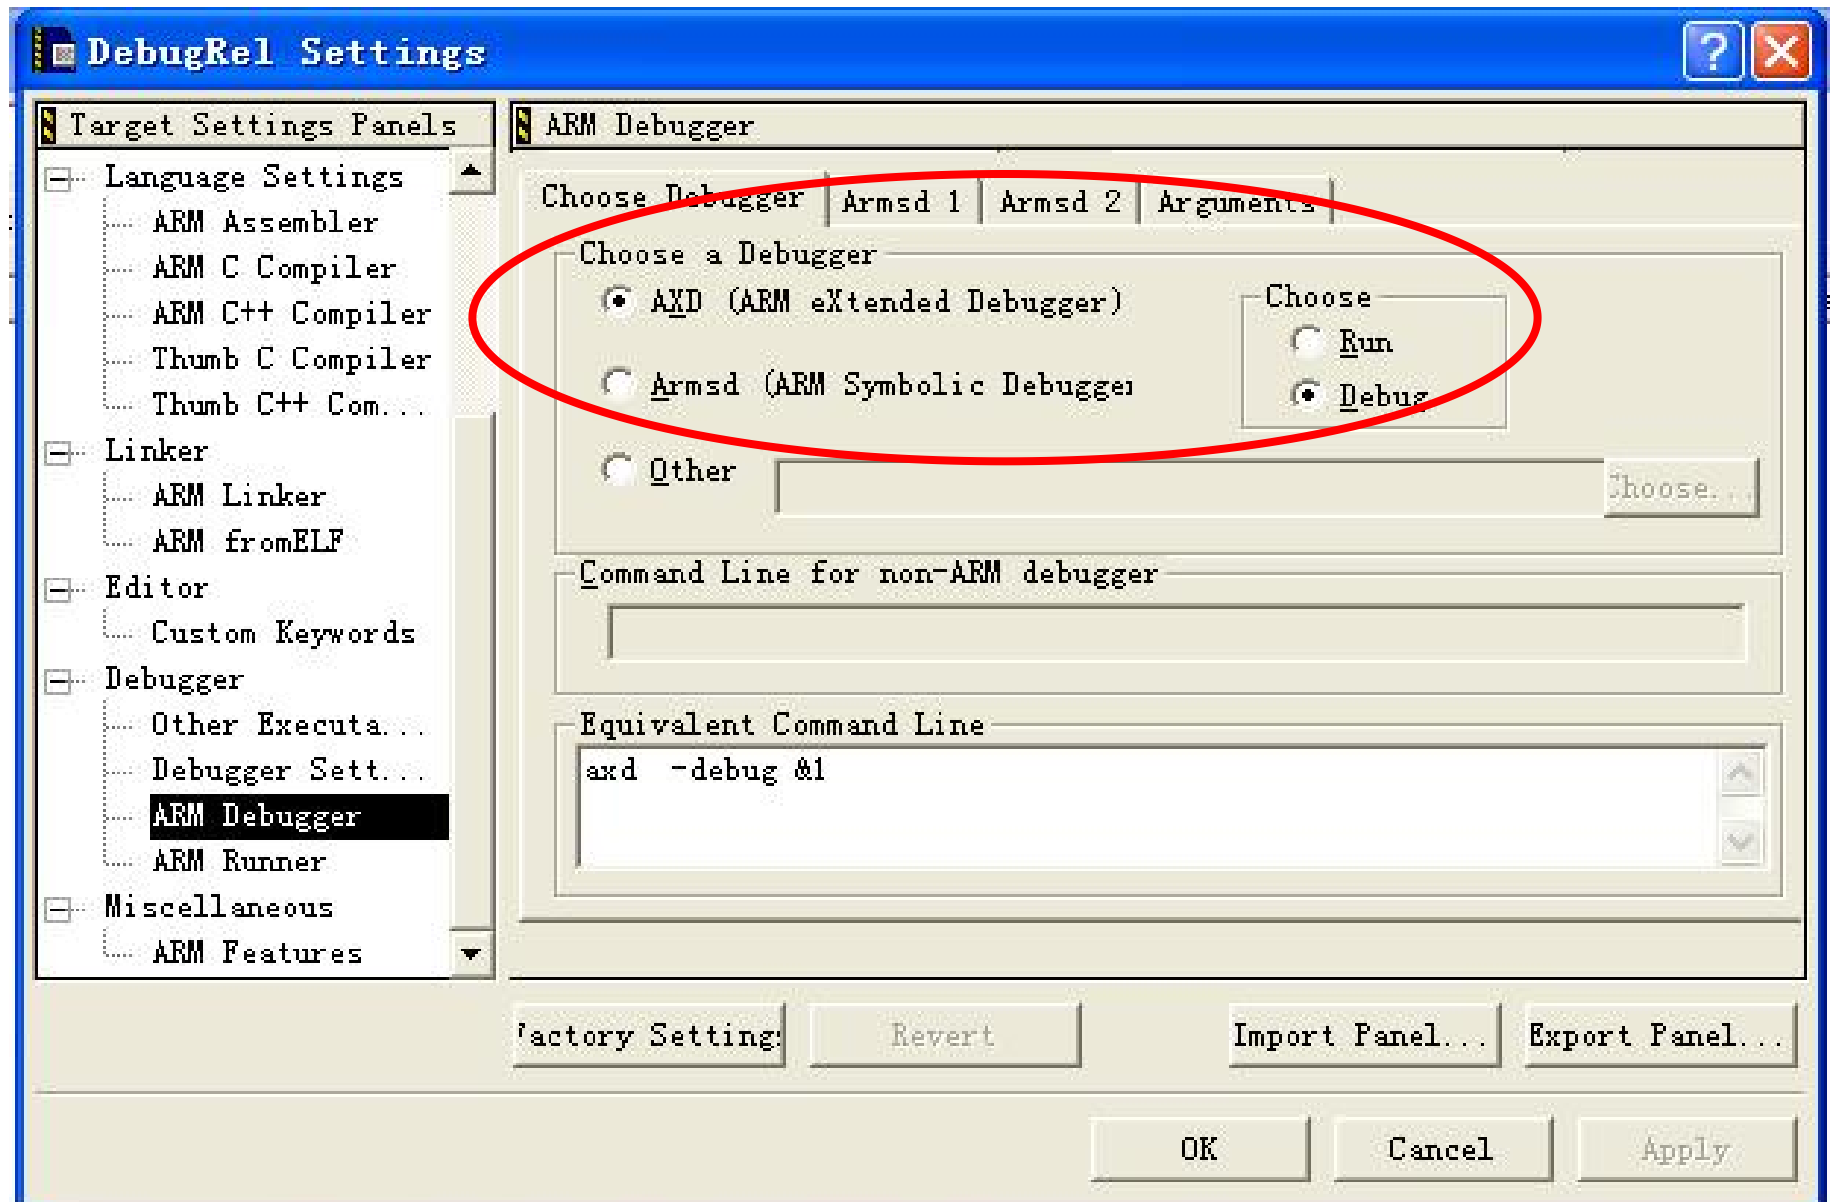 DebugRel Settings
Target Settings Panels
Language Settings
ARM Assembler
ARM C Compiler
ARM C++ Compiler
Thumb C Compiler
Thumb C++ Com...
Linker
ARM Linker
ARM fromELF
Editor
Custom Keywords
Debugger
Other Executa...
Debugger Sett...
ARM Debugger
ARM Runner
Miscellaneous
ARM Features
ARM Debugger
Choose Debugger Armsd 1 Armsd 2 Arguments
Choose a Debugger
AXD (ARM eXtended Debugger)
Armsd (ARM Symbolic Debugger
Other
Choose...
Choose
Run
Debug
Command Line for non-ARM debugger
Equivalent Command Line
axd -debug &1
Factory Settings Revert Import Panel... Export Panel...
OK Cancel Apply